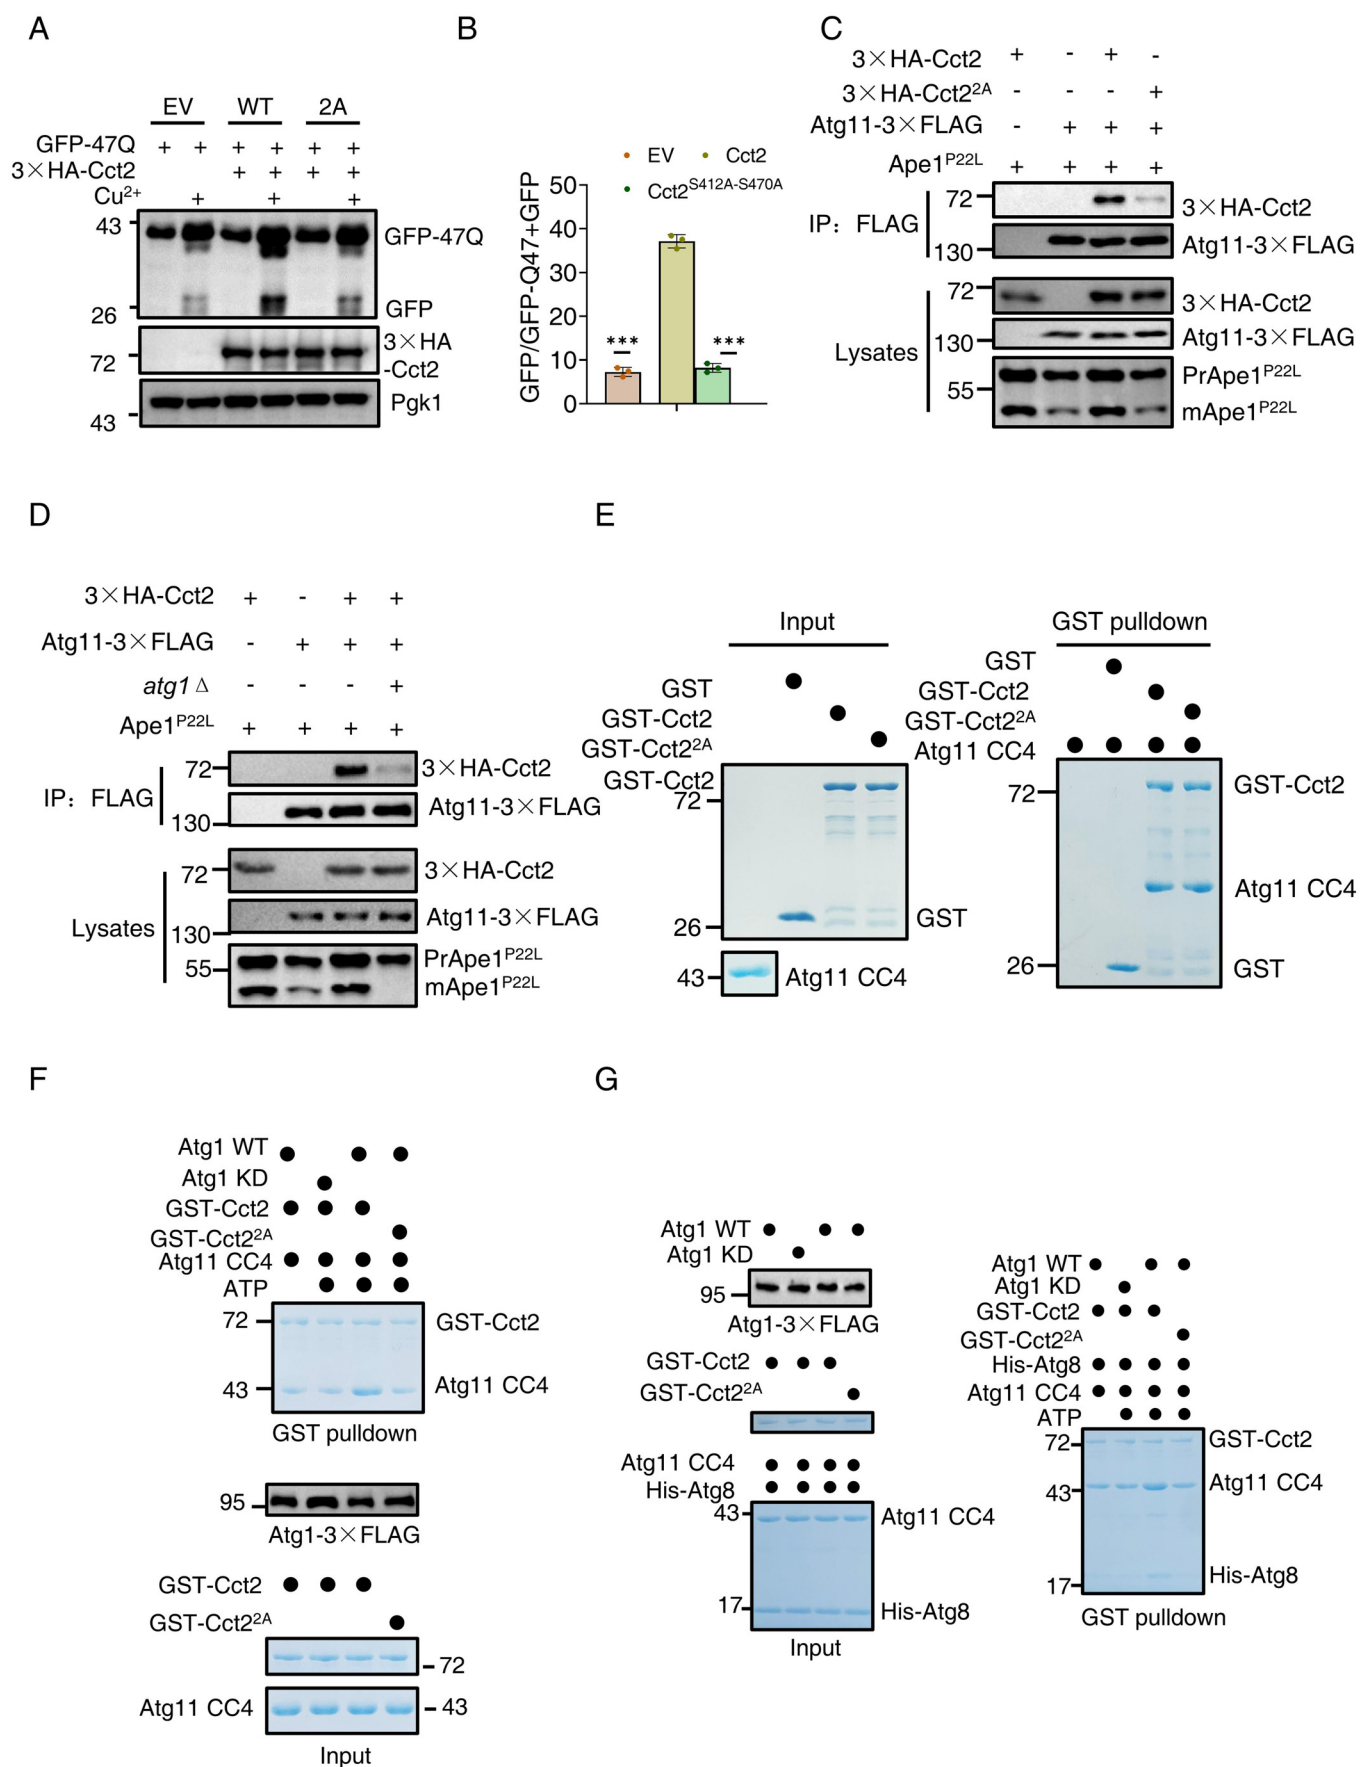 A
EV WT 2A
GFP-47Q + + + + + +
3×HA-Cct2 + + + +
Cu2+ + + +
43
GFP-47Q
GFP
26
3×HA
-Cct2
72
Pgk1
43
B
EV Cct2
Cct2S412A-S470A
GFP/GFP-Q47+GFP
50
40
30
20
10
0
*** ***
C
3×HA-Cct2 + - + -
3×HA-Cct22A - - - +
Atg11-3×FLAG - + + +
Ape1P22L + + + +
IP: FLAG
72 3×HA-Cct2
130 Atg11-3×FLAG
Lysates
72 3×HA-Cct2
130 Atg11-3×FLAG
PrApe1P22L
55
mApe1P22L
D
3×HA-Cct2 + - + +
Atg11-3×FLAG - + + +
atg1 Δ - - - +
Ape1P22L + + + +
IP: FLAG
72 3×HA-Cct2
130 Atg11-3×FLAG
Lysates
72 3×HA-Cct2
130 Atg11-3×FLAG
PrApe1P22L
55
mApe1P22L
E
Input
GST
GST-Cct2
GST-Cct22A
GST-Cct2
72
26 GST
43 Atg11 CC4
GST pulldown
GST
GST-Cct2
GST-Cct22A
Atg11 CC4
72 GST-Cct2
Atg11 CC4
26 GST
F
Atg1 WT
Atg1 KD
GST-Cct2
GST-Cct22A
Atg11 CC4
ATP
72 GST-Cct2
43 Atg11 CC4
GST pulldown
95
Atg1-3×FLAG
GST-Cct2
GST-Cct22A
72
Atg11 CC4 43
Input
G
Atg1 WT
Atg1 KD
95
Atg1-3×FLAG
GST-Cct2
GST-Cct22A
Atg11 CC4
His-Atg8
43 Atg11 CC4
17 His-Atg8
Input
Atg1 WT
Atg1 KD
GST-Cct2
GST-Cct22A
His-Atg8
Atg11 CC4
ATP
72 GST-Cct2
43 Atg11 CC4
His-Atg8
17
GST pulldown